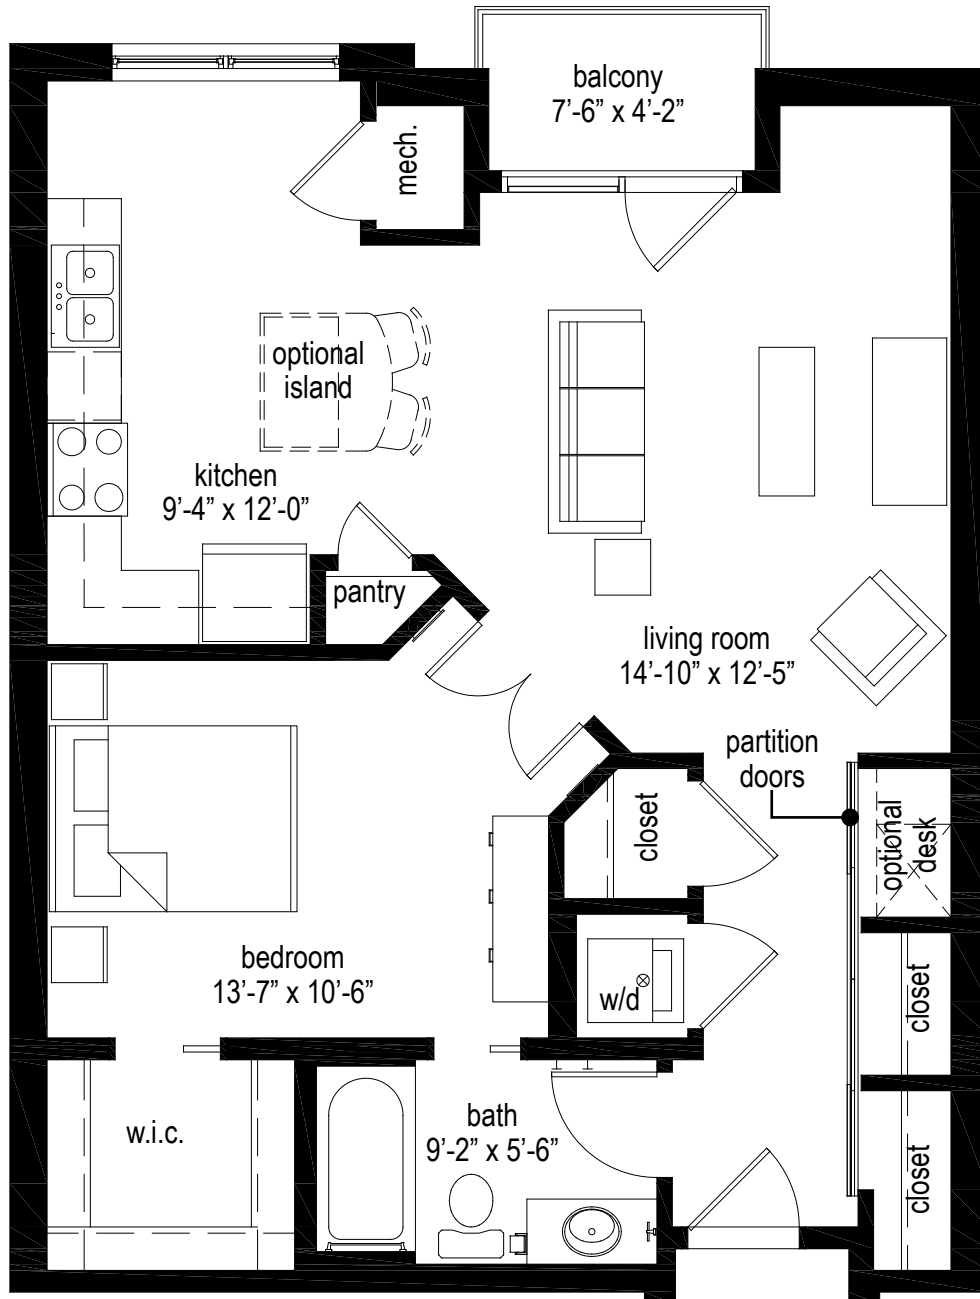 balcony
7’-6” x 4’-2”
mech.
optional
island
kitchen
9’-4” x 12’-0”
pantry
living room
14’-10” x 12’-5”
partition
doors
closet
optional
desk
bedroom
13’-7” x 10’-6”
w/d
closet
w.i.c.
bath
9’-2” x 5’-6”
closet